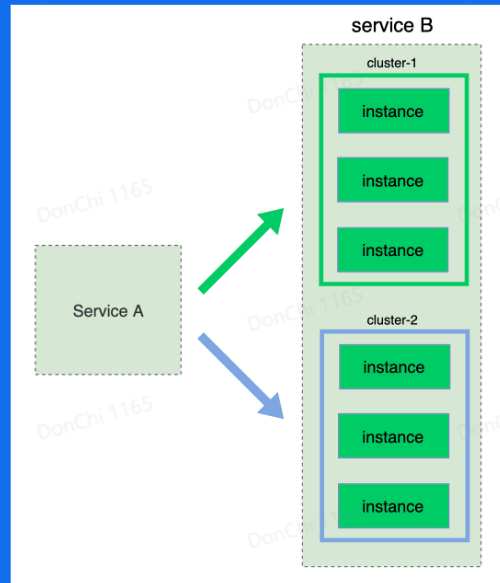 service B
cluster-1
DonChi 1165
instance
instance
DonChi 1165
instance
Service A
DonChi 1165
cluster-2
instance
DonChi 1165
instance
instance
DonChi 1165